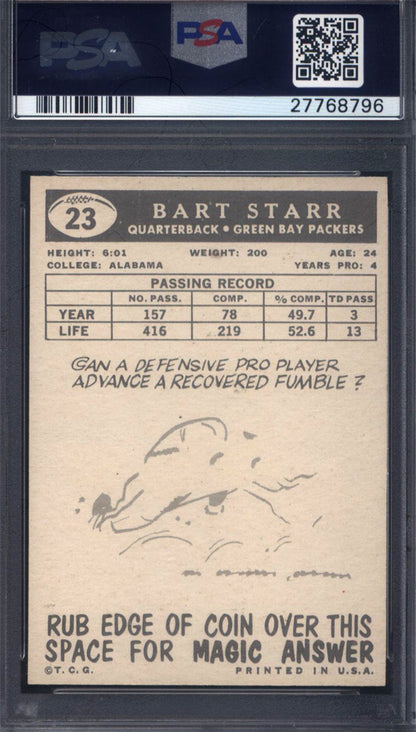 PSA
PSA
27768796
23
BART STARR
QUARTERBACK • GREEN BAY PACKERS
HEIGHT: 6:01 WEIGHT: 200 AGE: 24
COLLEGE: ALABAMA YEARS PRO: 4
PASSING RECORD
NO. PASS. COMP. % COMP. TD PASS
YEAR 157 78 49.7 3
LIFE 416 219 52.6 13
CAN A DEFENSIVE PRO PLAYER
ADVANCE A RECOVERED FUMBLE?
RUB EDGE OF COIN OVER THIS
SPACE FOR MAGIC ANSWER
©T.C.G. PRINTED IN U.S.A.